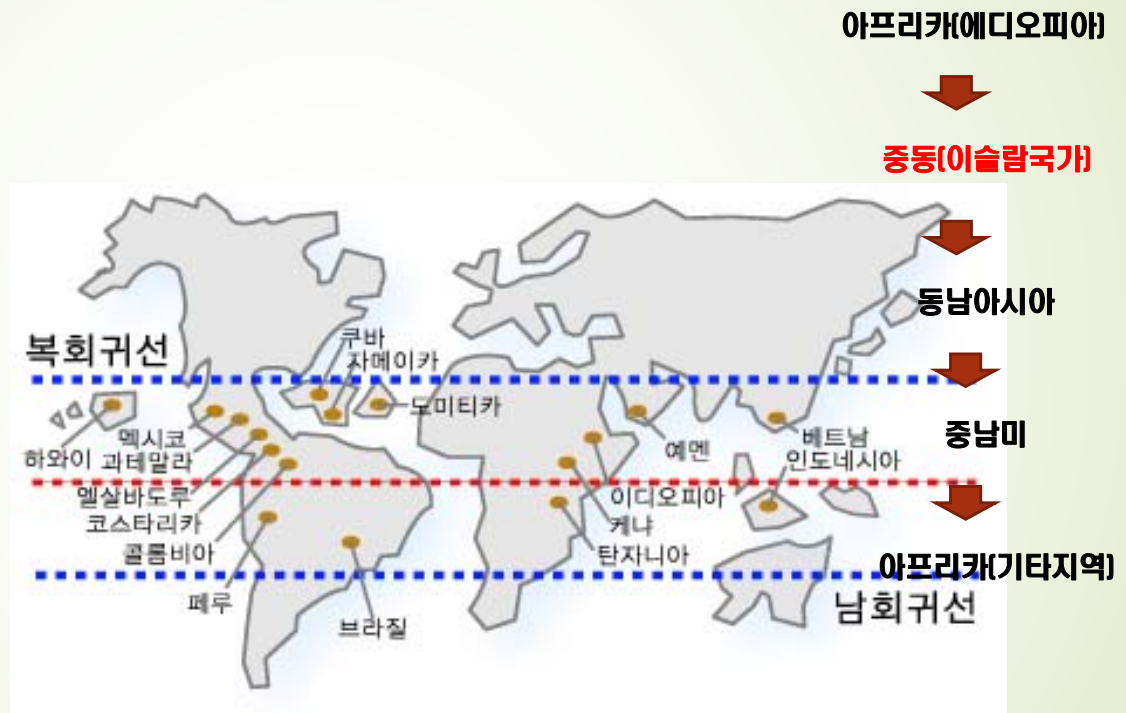 아프리카(에디오피아)
중동(이슬람국가)
동남아시아
중남미
아프리카(기타지역)
북회귀선
쿠바
자메이카
도미티카
하와이
멕시코
과테말라
엘살바도루
코스타리카
콜롬비아
페루
브라질
예멘
베트남
인도네시아
이디오피아
케냐
탄자니아
남회귀선